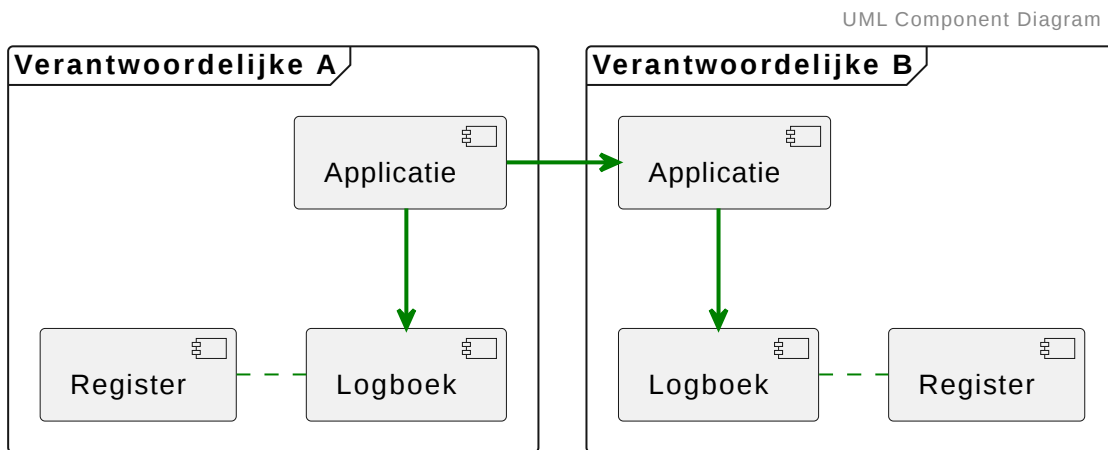 UML Component Diagram
Verantwoordelijke A
Verantwoordelijke B
Applicatie
Applicatie
Register
Logboek
Logboek
Register